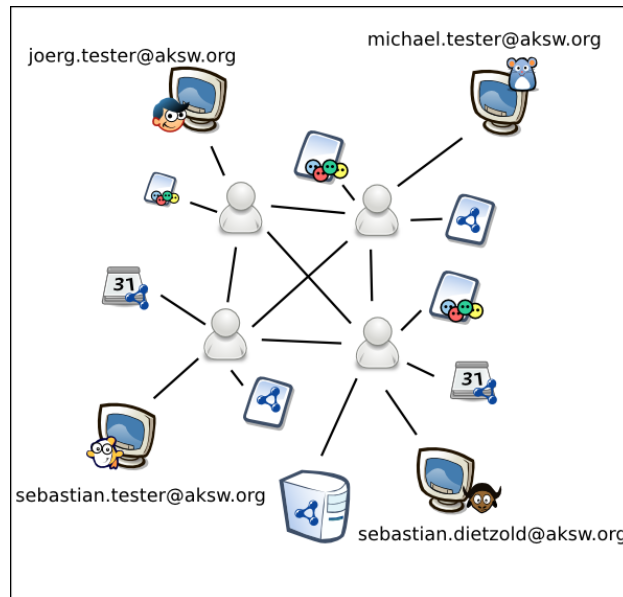 michael.tester@aksw.org
joerg.tester@aksw.org
31
31
sebastian.tester@aksw.org
sebastian.dietzold@aksw.org